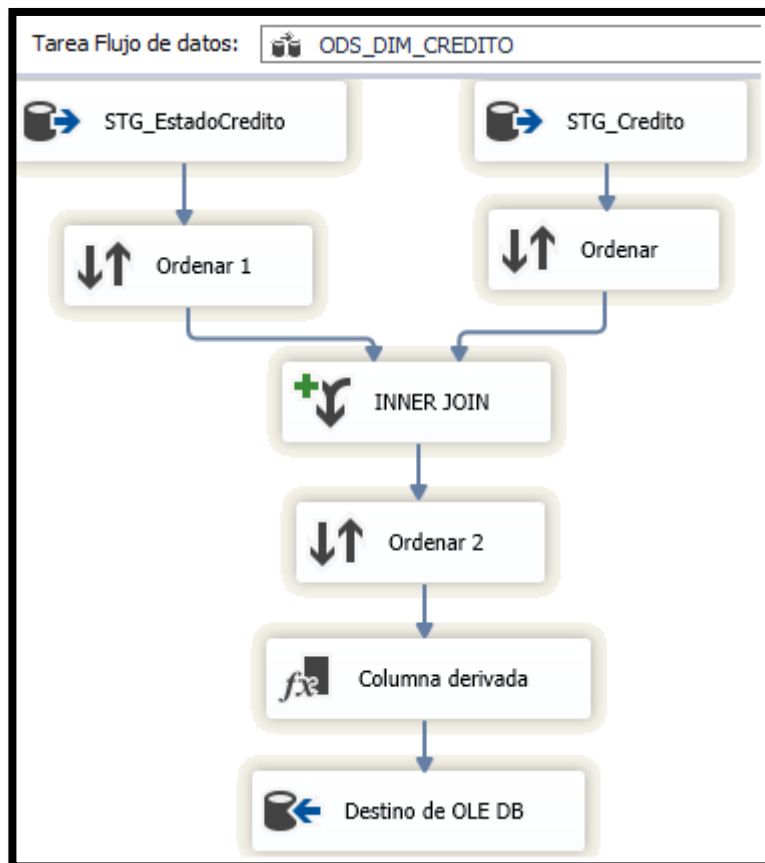 Tarea Flujo de datos: ODS_DIM_CREDITO
STG_EstadoCredito
STG_Credito
Ordenar 1
Ordenar
INNER JOIN
Ordenar 2
fx Columna derivada
Destino de OLE DB